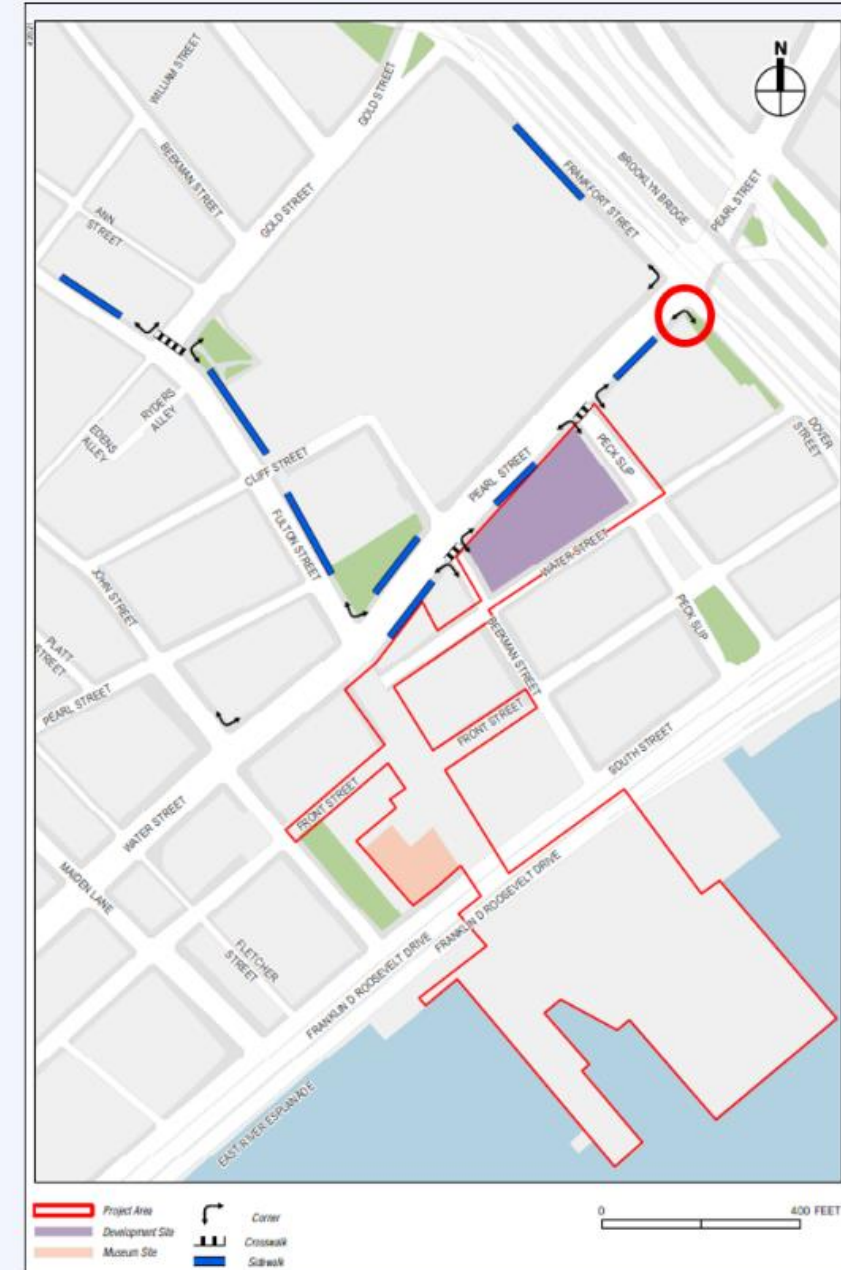 WILLIAM STREET
BEEKMAN STREET
ANN
STREET
GOLD STREET
GOLD STREET
N
FRANKFORT STREET
BROOKLYN BRIDGE
PEARL STREET
EDENS
ALLEY
RYDERS
ALLEY
CLIFF STREET
FULTON STREET
PEARL STREET
PECK SLIP
DOVER
STREET
WATER STREET
JOHN STREET
PLATT
STREET
PEARL STREET
BEEKMAN STREET
PECK SLIP
FRONT STREET
SOUTH STREET
WATER STREET
FRONT STREET
MAIDEN LANE
FLETCHER
STREET
FRANKLIN D ROOSEVELT DRIVE
FRANKLIN D ROOSEVELT DRIVE
EAST RIVER ESPLANADE
Project Area
Development Site
Museum Site
Corner
Crosswalk
Sidewalk
0 400 FEET